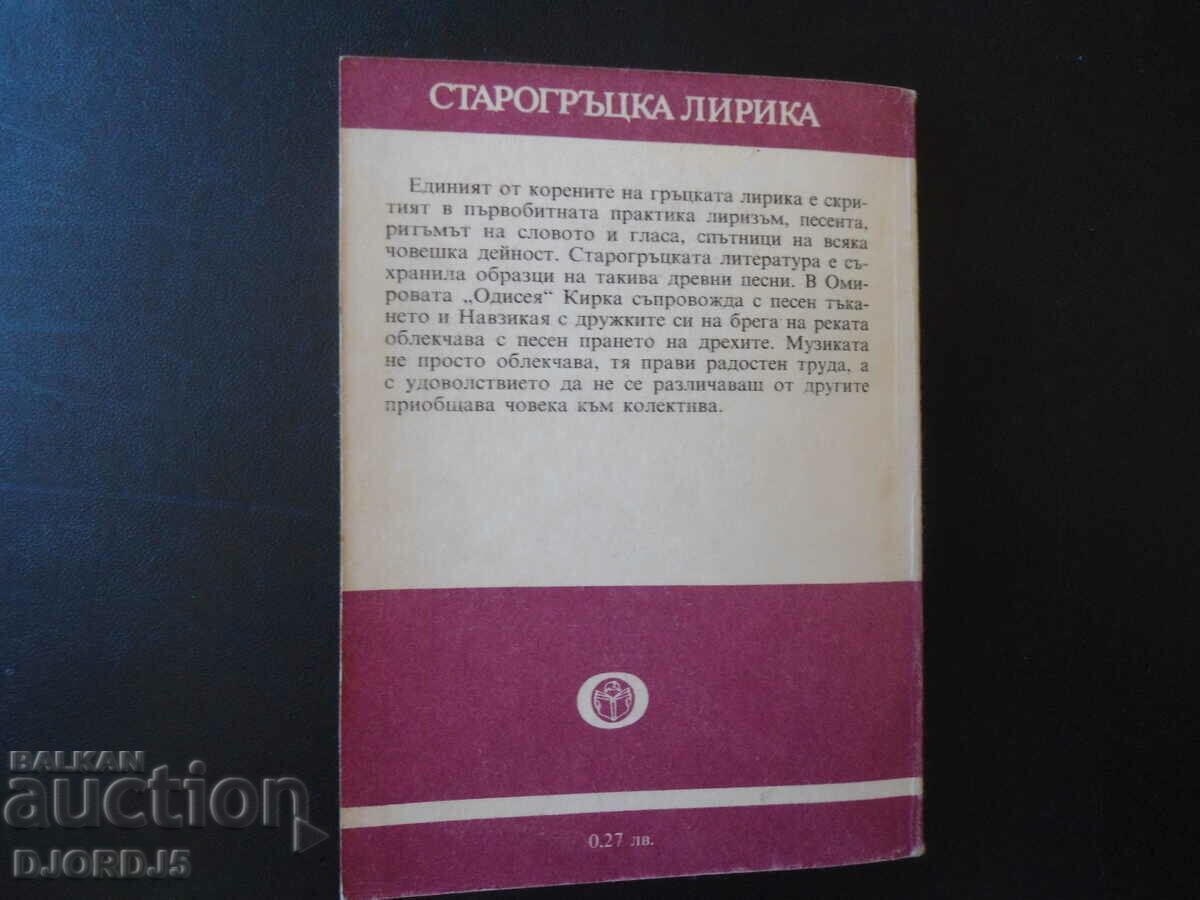 СТАРОГРЪЦКА ЛИРИКА
Единият от корените на гръцката лирика е скри-
тият в първобитната практика лиризъм, песента,
ритъмът на словото и гласа, спътници на всяка
човешка дейност. Старогръцката литература е съ-
хранила образци на такива древни песни. В Оми-
ровата „Одисея“ Кирка съпровожда с песен тъка-
нето и Навзикая с дружките си на брега на реката
облекчава с песен прането на дрехите. Музиката
не просто облекчава, тя прави радостен труда, а
с удоволствието да не се различаваш от другите
приобщава човека към колектива.
0.27 лв.
BALKAN
auction
DJORDJ5